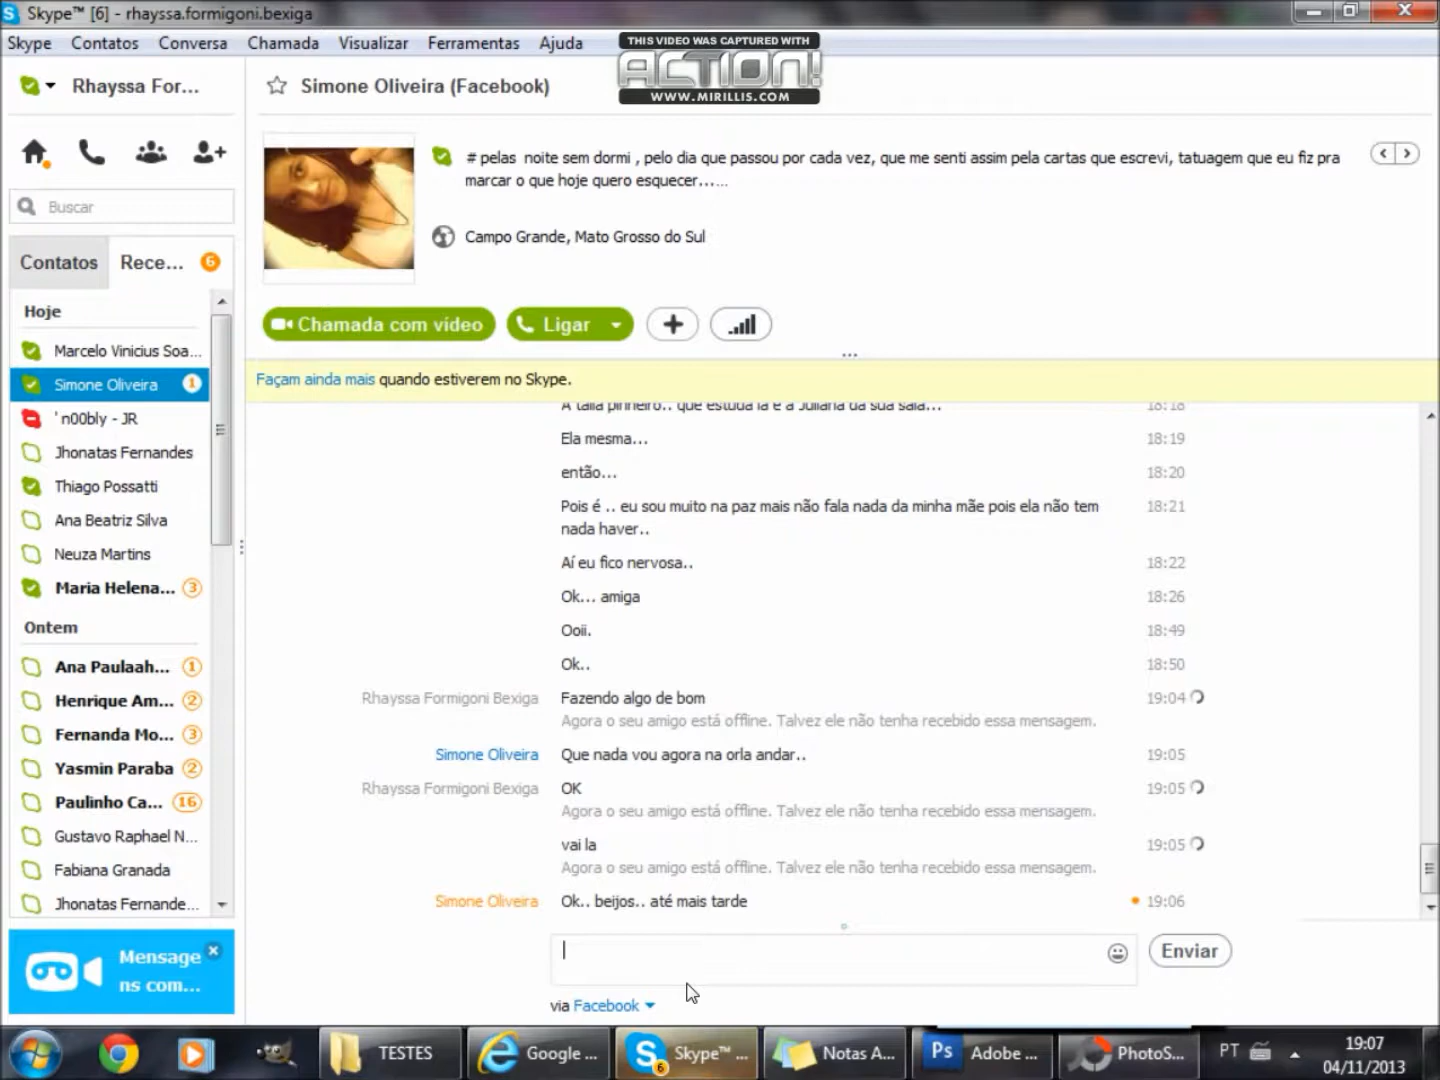 Skype™ [6] - rhayssa.formigoni.bexiga
Skype Contatos Conversa Chamada Visualizar Ferramentas Ajuda
THIS VIDEO WAS CAPTURED WITH
ACTION!
WWW.MIRILLIS.COM
Rhayssa For...
Simone Oliveira (Facebook)
# pelas noite sem dormi , pelo dia que passou por cada vez, que me senti assim pela cartas que escrevi, tatuagem que eu fiz pra
marcar o que hoje quero esquecer...…
Campo Grande, Mato Grosso do Sul
Buscar
Contatos Rece... 6
Chamada com vídeo Ligar
Façam ainda mais quando estiverem no Skype.
Hoje
Marcelo Vinicius Soa...
Simone Oliveira 1
' n00bly - JR
Jhonatas Fernandes
Thiago Possatti
Ana Beatriz Silva
Neuza Martins
Maria Helena... 3
Ontem
Ana Paulaah... 1
Henrique Am... 2
Fernanda Mo... 3
Yasmin Paraba 2
Paulinho Ca... 16
Gustavo Raphael N...
Fabiana Granada
Jhonatas Fernande...
Mensage
ns com...
A talia pinheiro.. que estuda la e a Juliana da sua sala... 18:18
Ela mesma... 18:19
então... 18:20
Pois é .. eu sou muito na paz mais não fala nada da minha mãe pois ela não tem 18:21
nada haver..
Aí eu fico nervosa.. 18:22
Ok... amiga 18:26
Ooii. 18:49
Ok.. 18:50
Rhayssa Formigoni Bexiga Fazendo algo de bom 19:04
Agora o seu amigo está offline. Talvez ele não tenha recebido essa mensagem.
Simone Oliveira Que nada vou agora na orla andar.. 19:05
Rhayssa Formigoni Bexiga OK 19:05
Agora o seu amigo está offline. Talvez ele não tenha recebido essa mensagem.
vai la 19:05
Agora o seu amigo está offline. Talvez ele não tenha recebido essa mensagem.
Simone Oliveira Ok.. beijos.. até mais tarde 19:06
Enviar
via Facebook
TESTES Google ... Skype™ ... 6 Notas A... Ps Adobe ... PhotoS... PT 19:07
04/11/2013